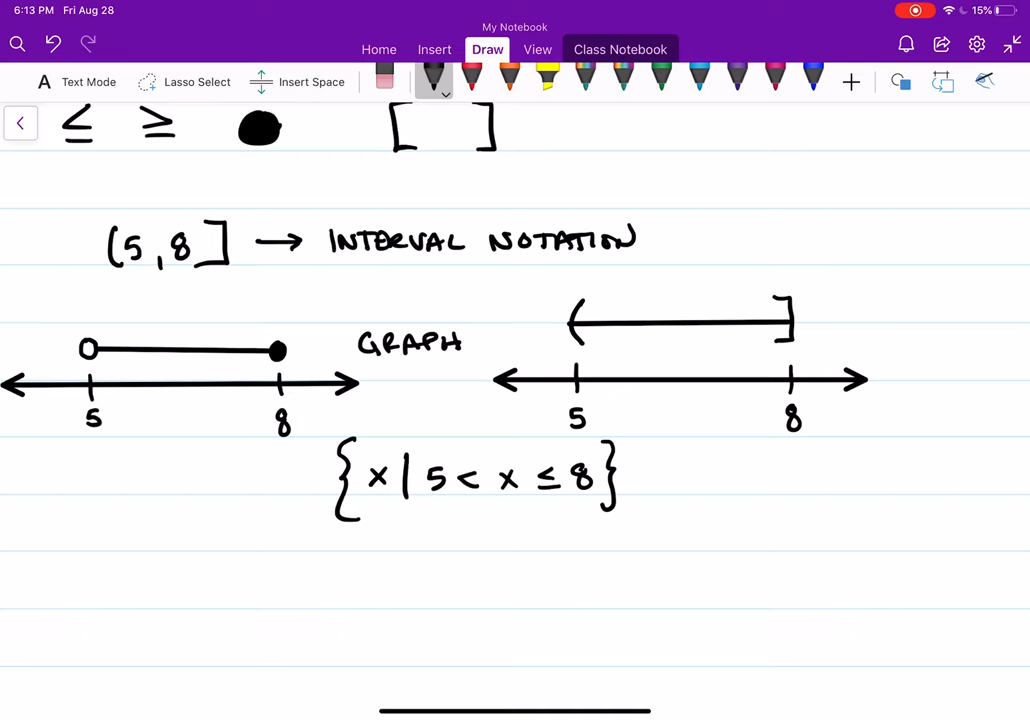 6:13 PM Fri Aug 28 15%
My Notebook
Home Insert Draw View Class Notebook
A Text Mode Lasso Select Insert Space
≤ ≥ ● [ ]
(5,8] → INTERVAL NOTATION
GRAPH ( ]
5 8 5 8
{x | 5 < x ≤ 8}